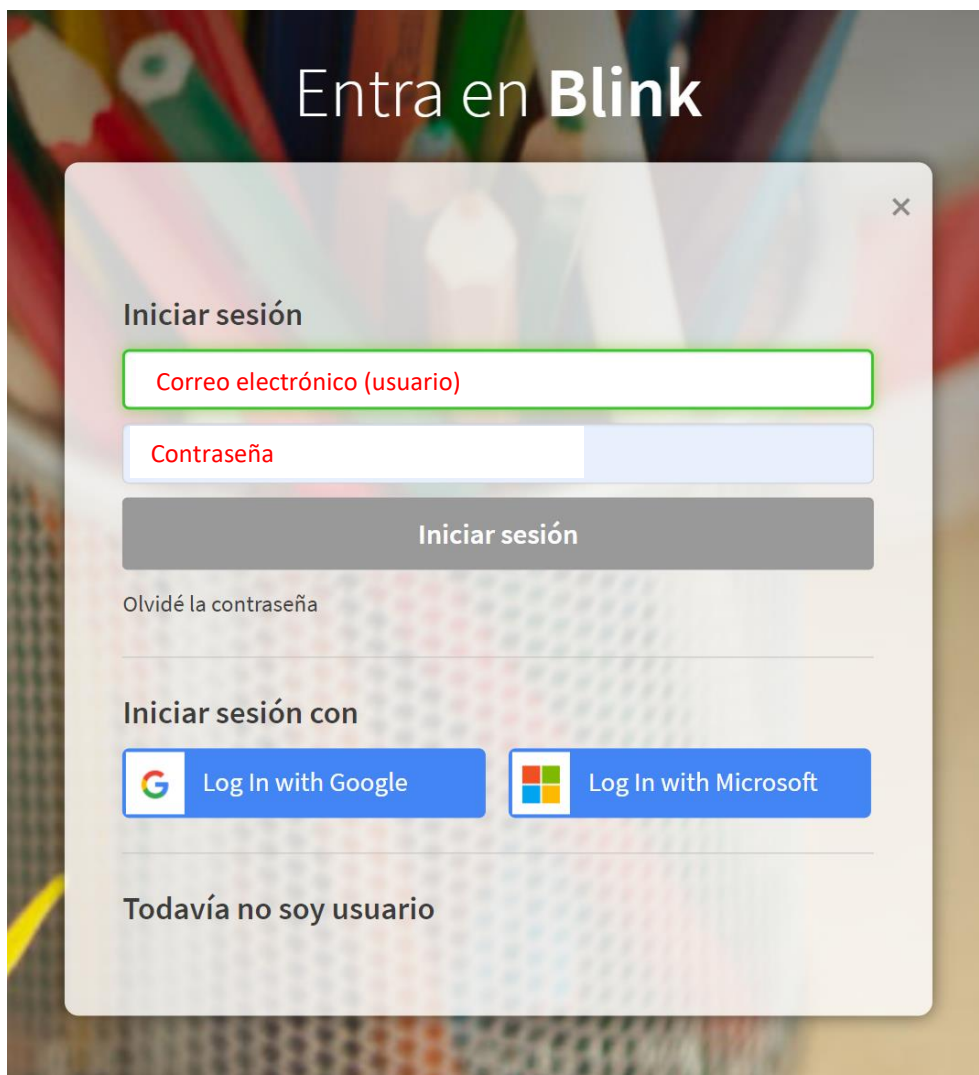 Entra en Blink
×
Iniciar sesión
Correo electrónico (usuario)
Contraseña
Iniciar sesión
Olvidé la contraseña
Iniciar sesión con
Log In with Google
Log In with Microsoft
Todavía no soy usuario